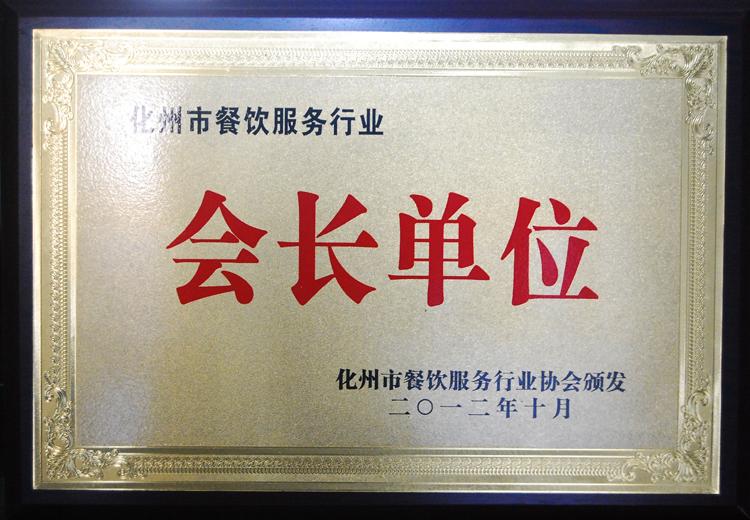 化州市餐饮服务行业
会长单位
化州市餐饮服务行业协会颁发
二〇一二年十月